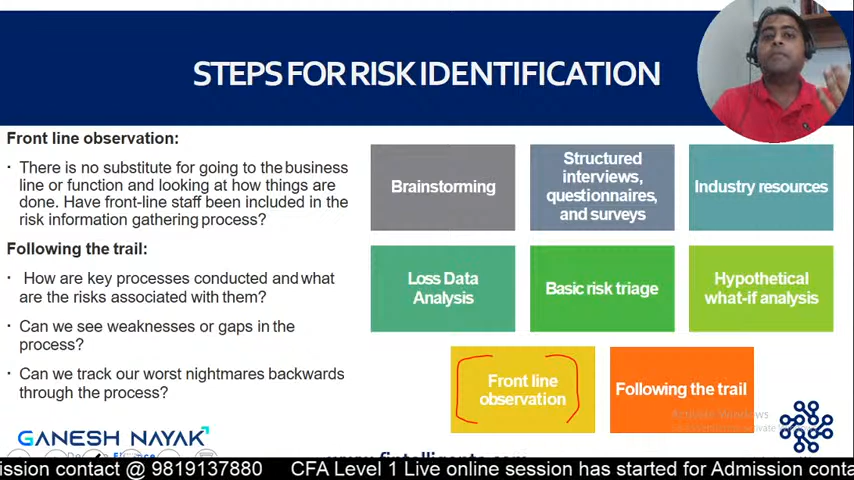 STEPS FOR RISK IDENTIFICATION
Front line observation:
• There is no substitute for going to the business
line or function and looking at how things are
done. Have front-line staff been included in the
risk information gathering process?
Following the trail:
• How are key processes conducted and what
are the risks associated with them?
• Can we see weaknesses or gaps in the
process?
• Can we track our worst nightmares backwards
through the process?
Brainstorming
Structured
interviews,
questionnaires,
and surveys
Industry resources
Loss Data
Analysis
Basic risk triage
Hypothetical
what-if analysis
Front line
observation
Following the trail
Activate Windows
GANESH NAYAK
Finance
ission contact @ 9819137880 CFA Level 1 Live online session has started for Admission conta